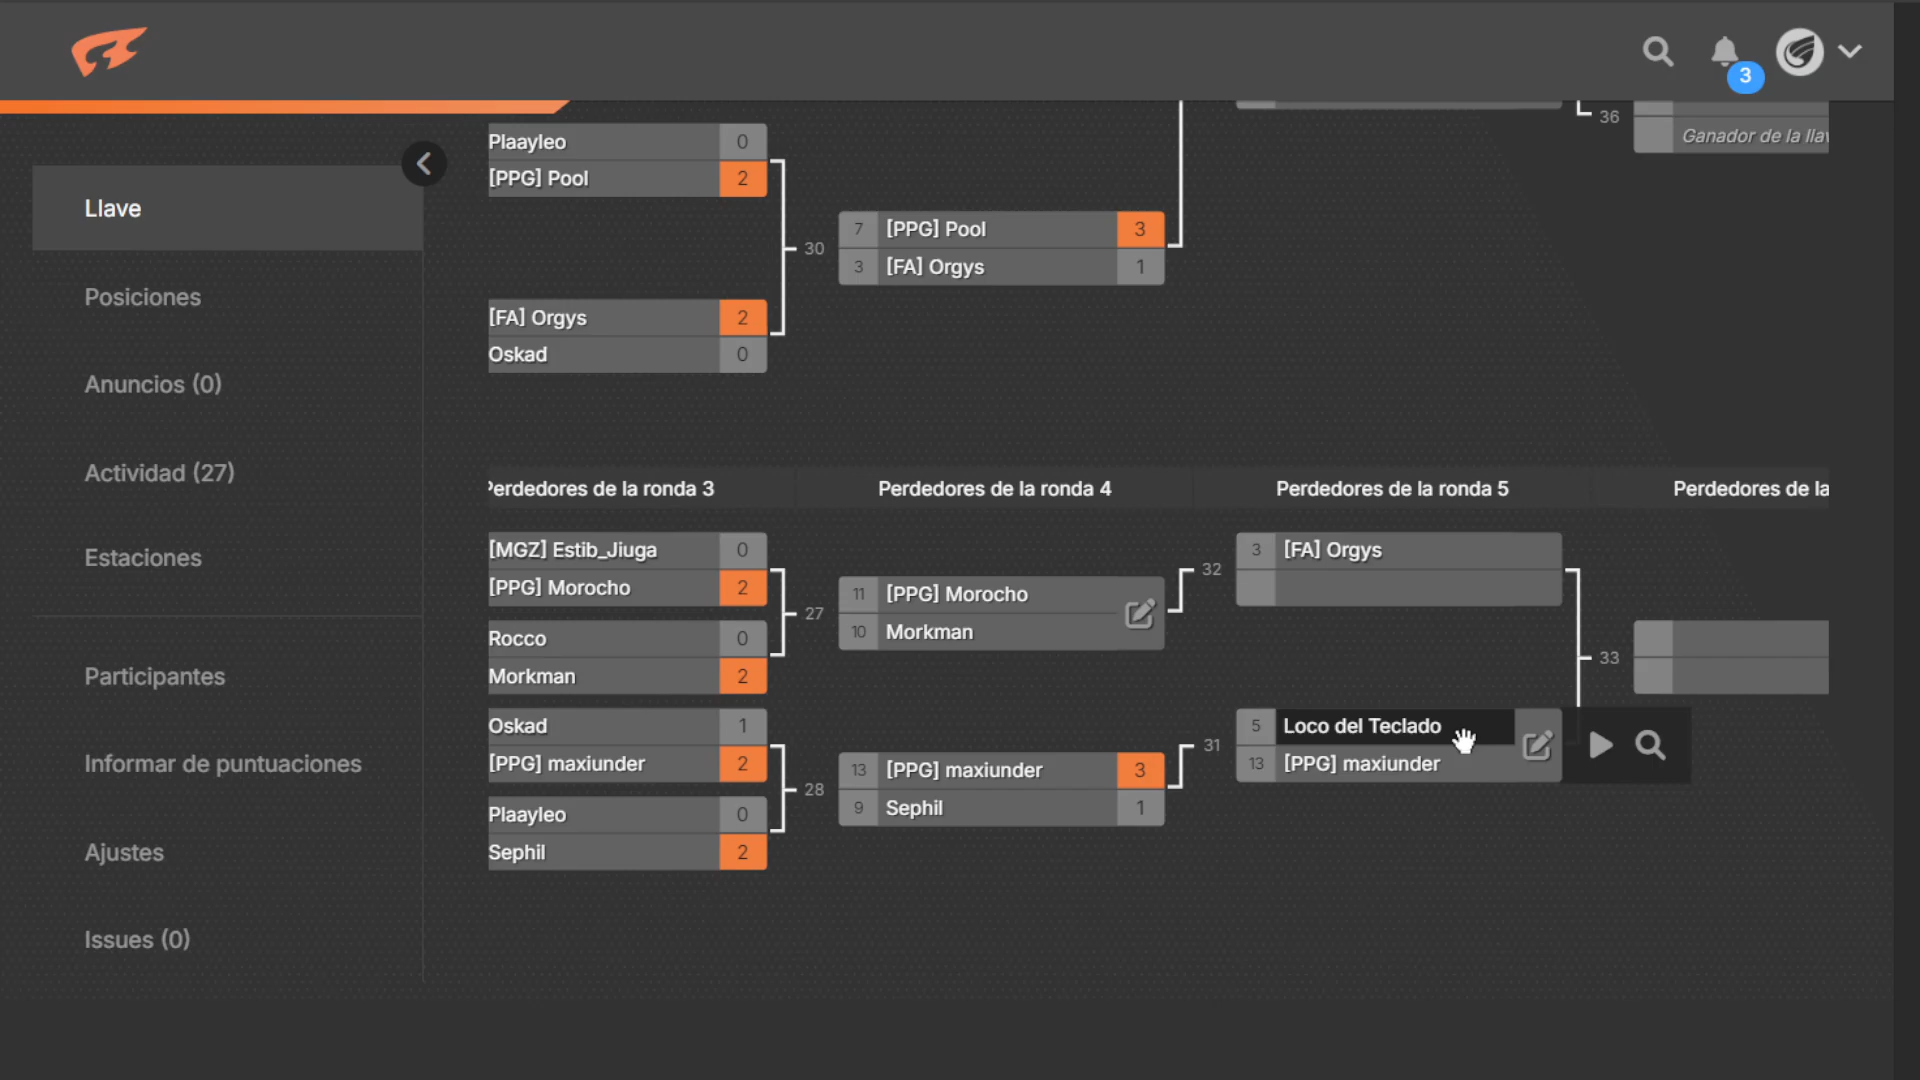 3
Llave
Posiciones
Anuncios (0)
Actividad (27)
Estaciones
Participantes
Informar de puntuaciones
Ajustes
Issues (0)
Plaayleo 0
[PPG] Pool 2
[FA] Orgys 2
Oskad 0
30
7 [PPG] Pool 3
3 [FA] Orgys 1
36
Ganador de la
Perdedores de la ronda 3
Perdedores de la ronda 4
Perdedores de la ronda 5
Perdedores de la
[MGZ] Estib_Jiuga 0
[PPG] Morocho 2
Rocco 0
Morkman 2
Oskad 1
[PPG] maxiunder 2
Plaayleo 0
Sephil 2
27
11 [PPG] Morocho
10 Morkman
28
13 [PPG] maxiunder 3
9 Sephil 1
32
3 [FA] Orgys
31
5 Loco del Teclado
13 [PPG] maxiunder
33